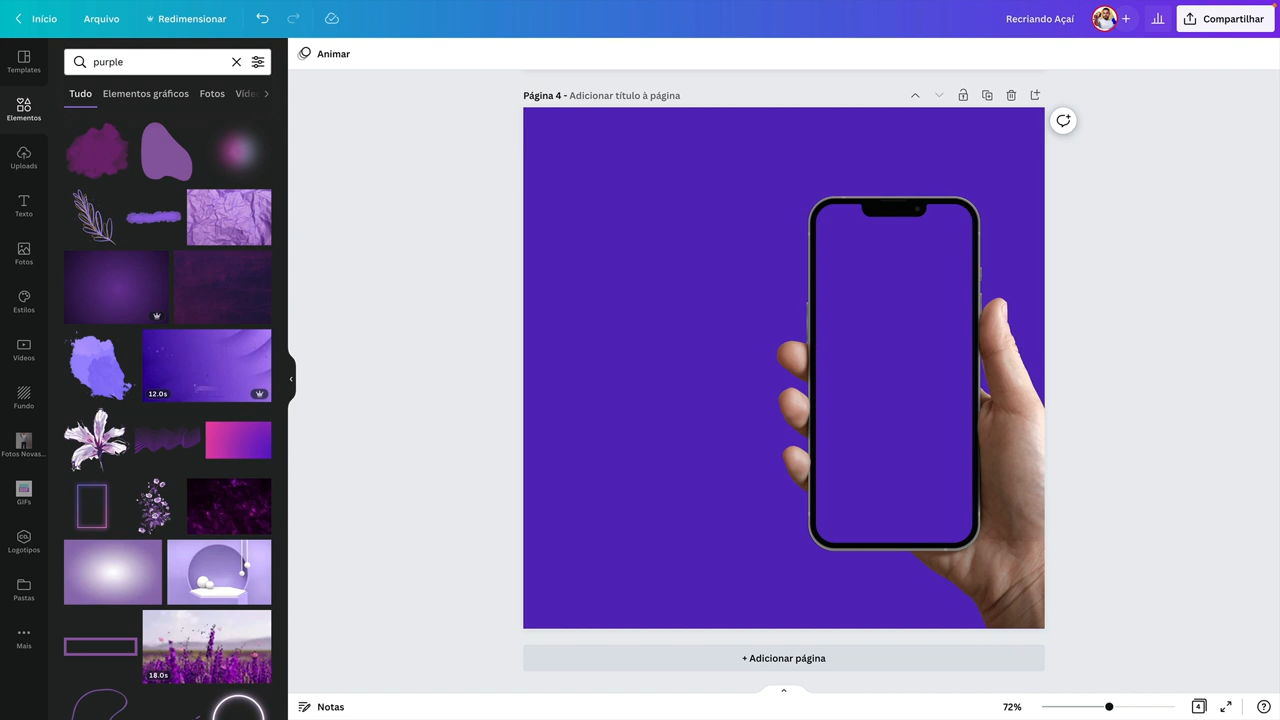 Início
Arquivo
Redimensionar
Recriando Açaí
Compartilhar
Templates
Elementos
Uploads
Texto
Fotos
Estilos
Vídeos
Fundo
Fotos Novas...
GIFs
Logotipos
Pastas
Mais
purple
Tudo
Elementos gráficos
Fotos
Víde
12.0s
18.0s
Animar
Página 4 - Adicionar título à página
+ Adicionar página
Notas
72%
4